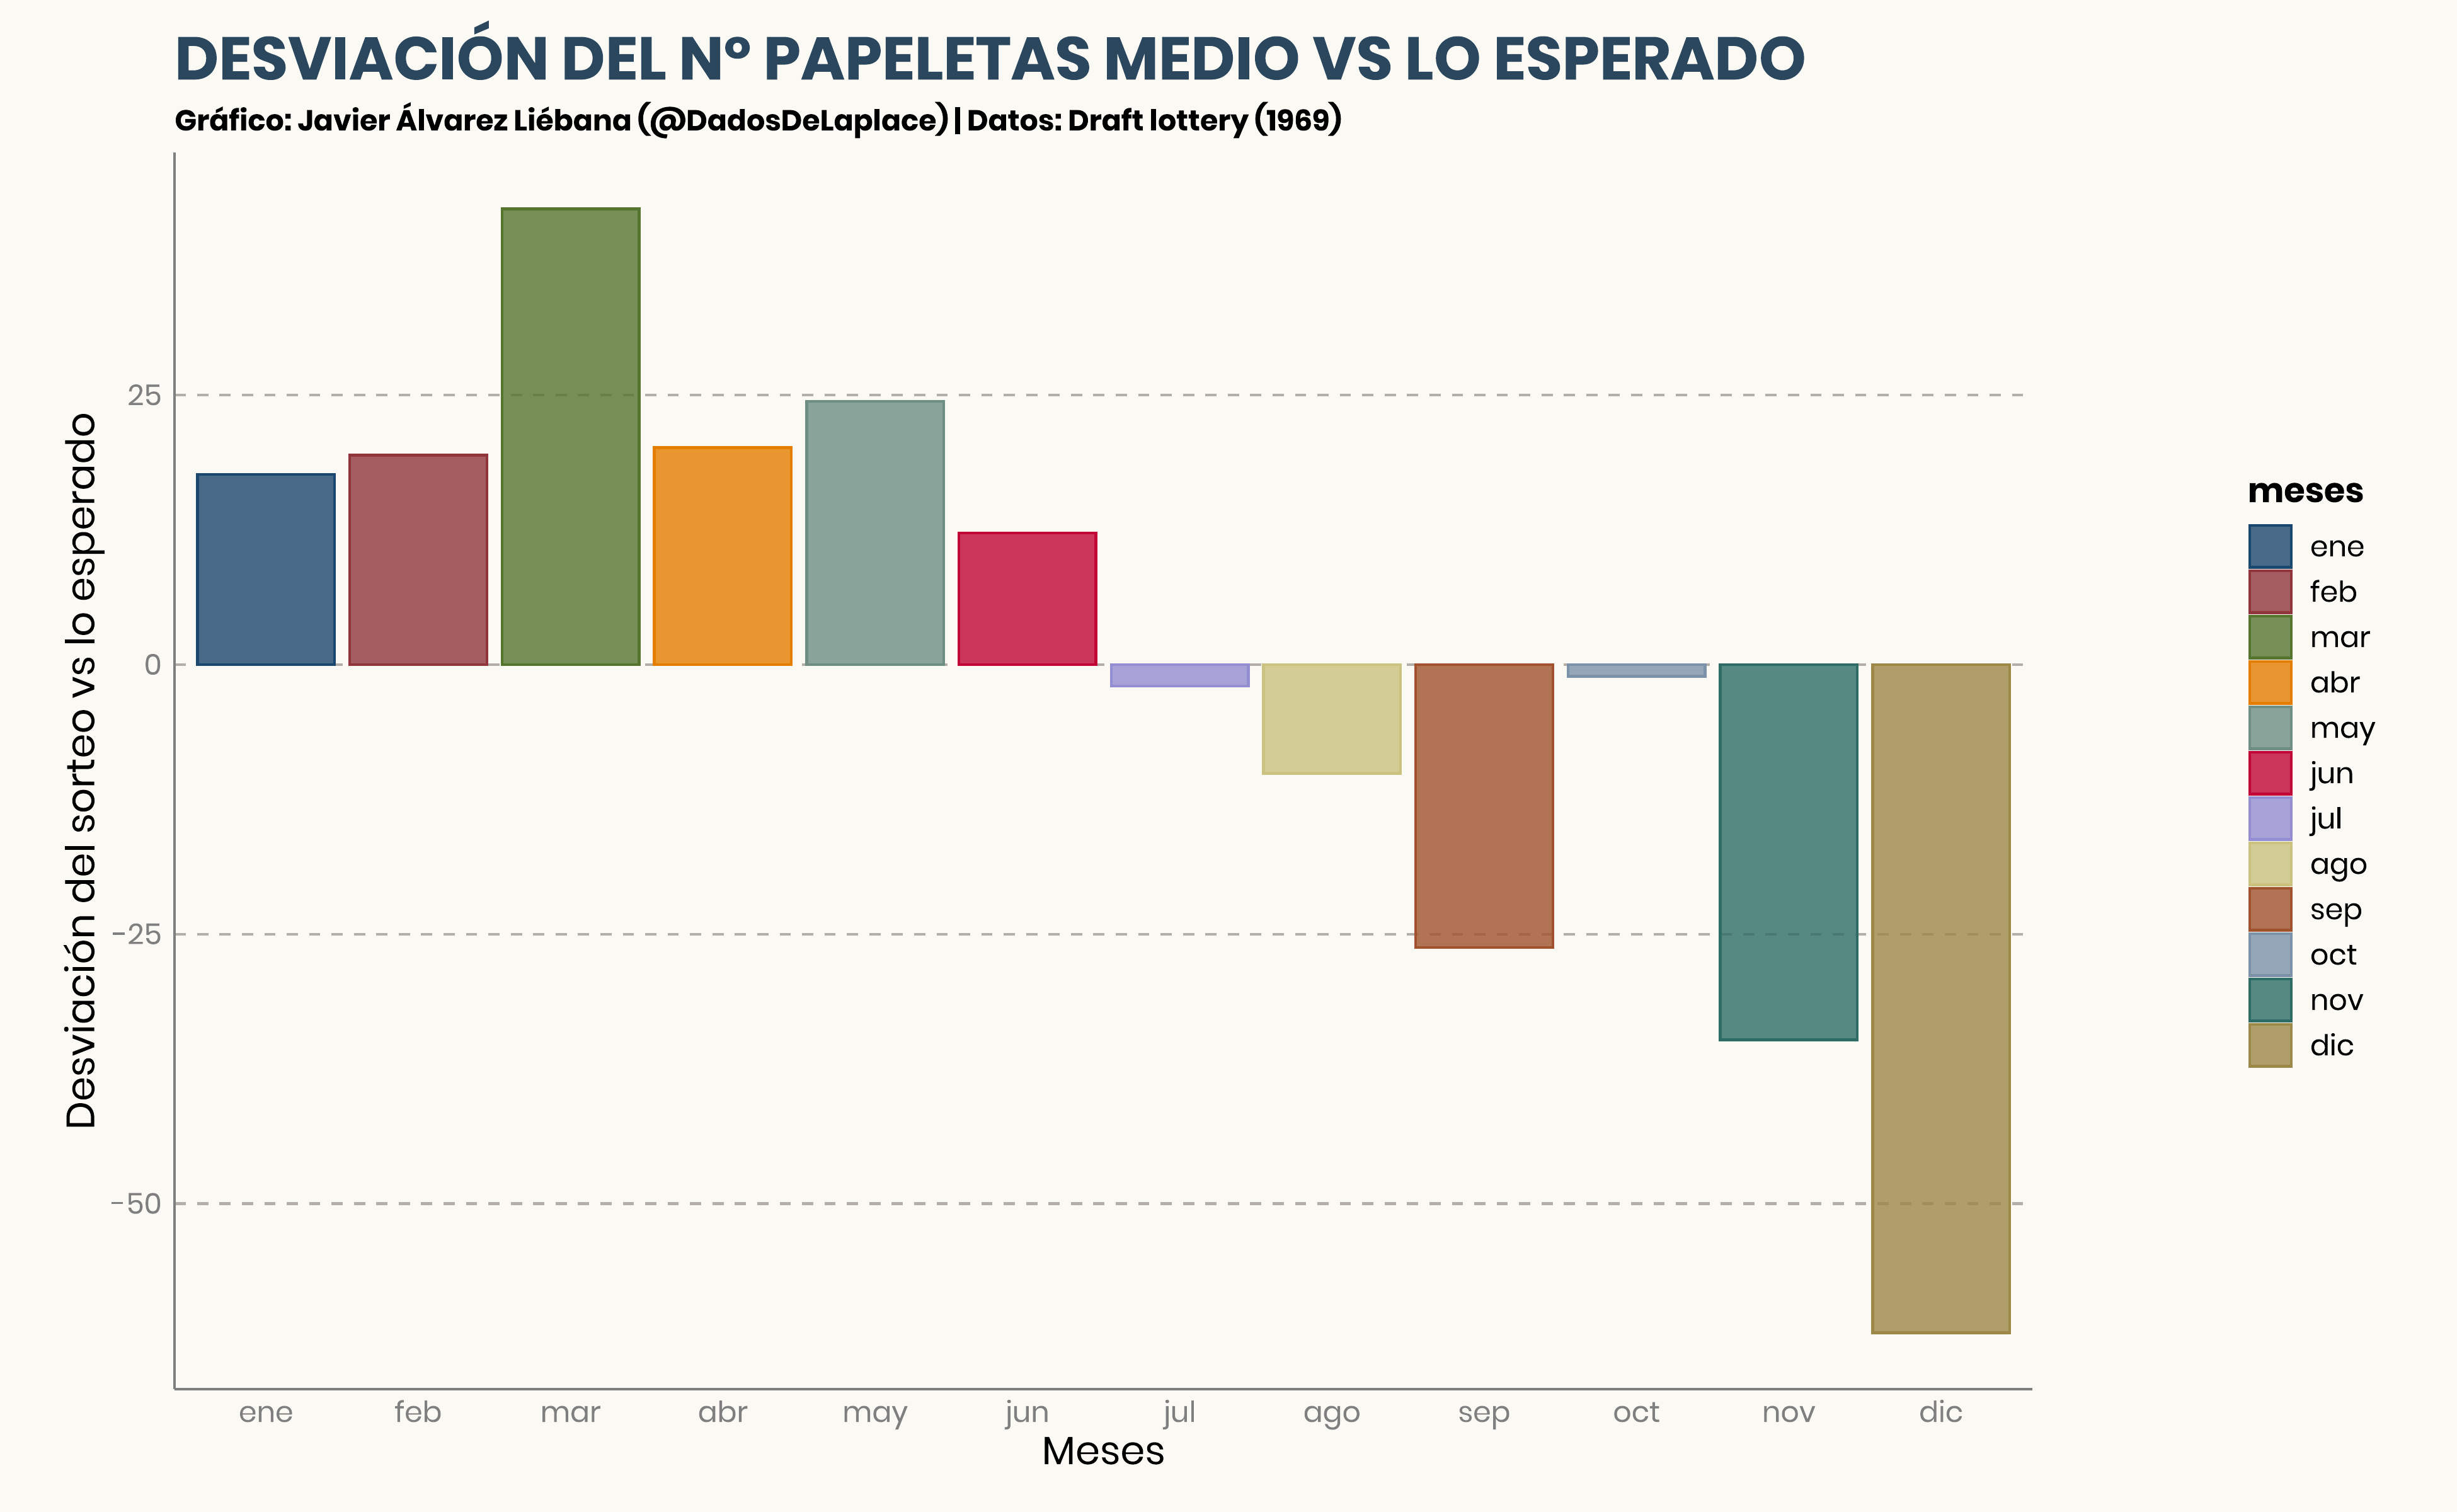 DESVIACIÓN DEL Nº PAPELETAS MEDIO VS LO ESPERADO
Gráfico: Javier Álvarez Liébana (@DadosDeLaplace) | Datos: Draft lottery (1969)
Desviación del sorteo vs lo esperado
25
0
−25
−50
ene feb mar abr may jun jul ago sep oct nov dic
Meses
meses
ene
feb
mar
abr
may
jun
jul
ago
sep
oct
nov
dic